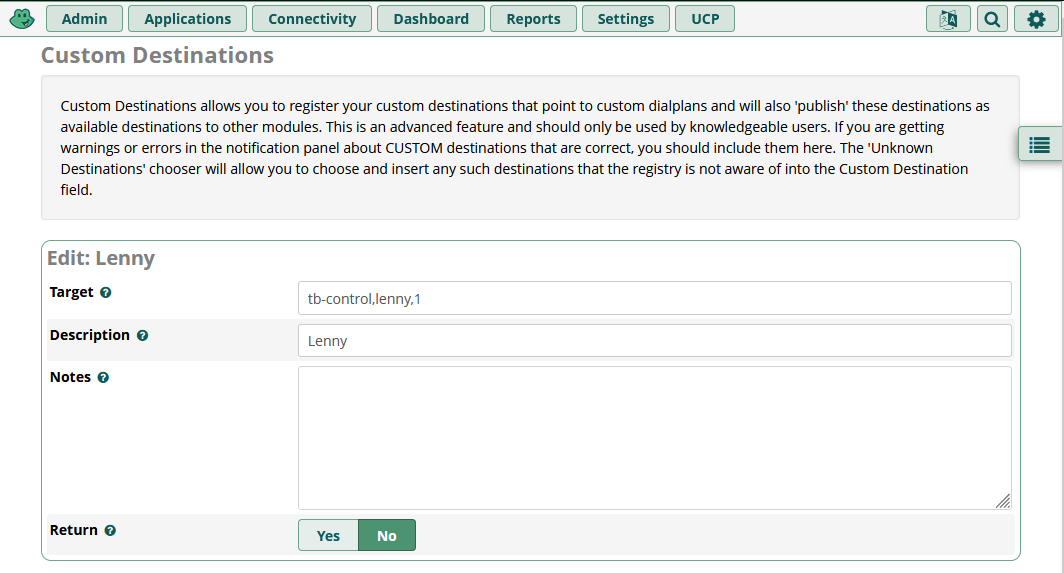 Admin Applications Connectivity Dashboard Reports Settings UCP
Custom Destinations
Custom Destinations allows you to register your custom destinations that point to custom dialplans and will also 'publish' these destinations as
available destinations to other modules. This is an advanced feature and should only be used by knowledgeable users. If you are getting
warnings or errors in the notification panel about CUSTOM destinations that are correct, you should include them here. The 'Unknown
Destinations' chooser will allow you to choose and insert any such destinations that the registry is not aware of into the Custom Destination
field.
Edit: Lenny
Target tb-control,lenny,1
Description Lenny
Notes
Return Yes No